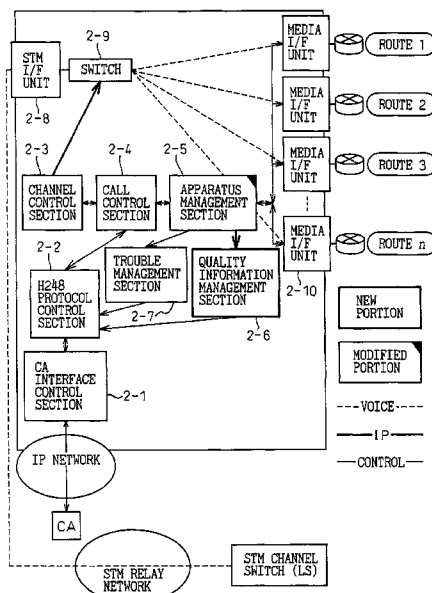 2-9
STM
I/F
UNIT
SWITCH
2-8
MEDIA
I/F
UNIT
ROUTE 1
MEDIA
I/F
UNIT
ROUTE 2
MEDIA
I/F
UNIT
ROUTE 3
MEDIA
I/F
UNIT
ROUTE n
2-10
2-3
2-4
2-5
CHANNEL
CONTROL
SECTION
CALL
CONTROL
SECTION
APPARATUS
MANAGEMENT
SECTION
2-2
H248
PROTOCOL
CONTROL
SECTION
TROUBLE
MANAGEMENT
SECTION
2-7
QUALITY
INFORMATION
MANAGEMENT
SECTION
2-6
CA
INTERFACE
CONTROL
SECTION
2-1
NEW
PORTION
MODIFIED
PORTION
VOICE
IP
CONTROL
IP NETWORK
CA
STM RELAY
NETWORK
STM CHANNEL
SWITCH (LS)